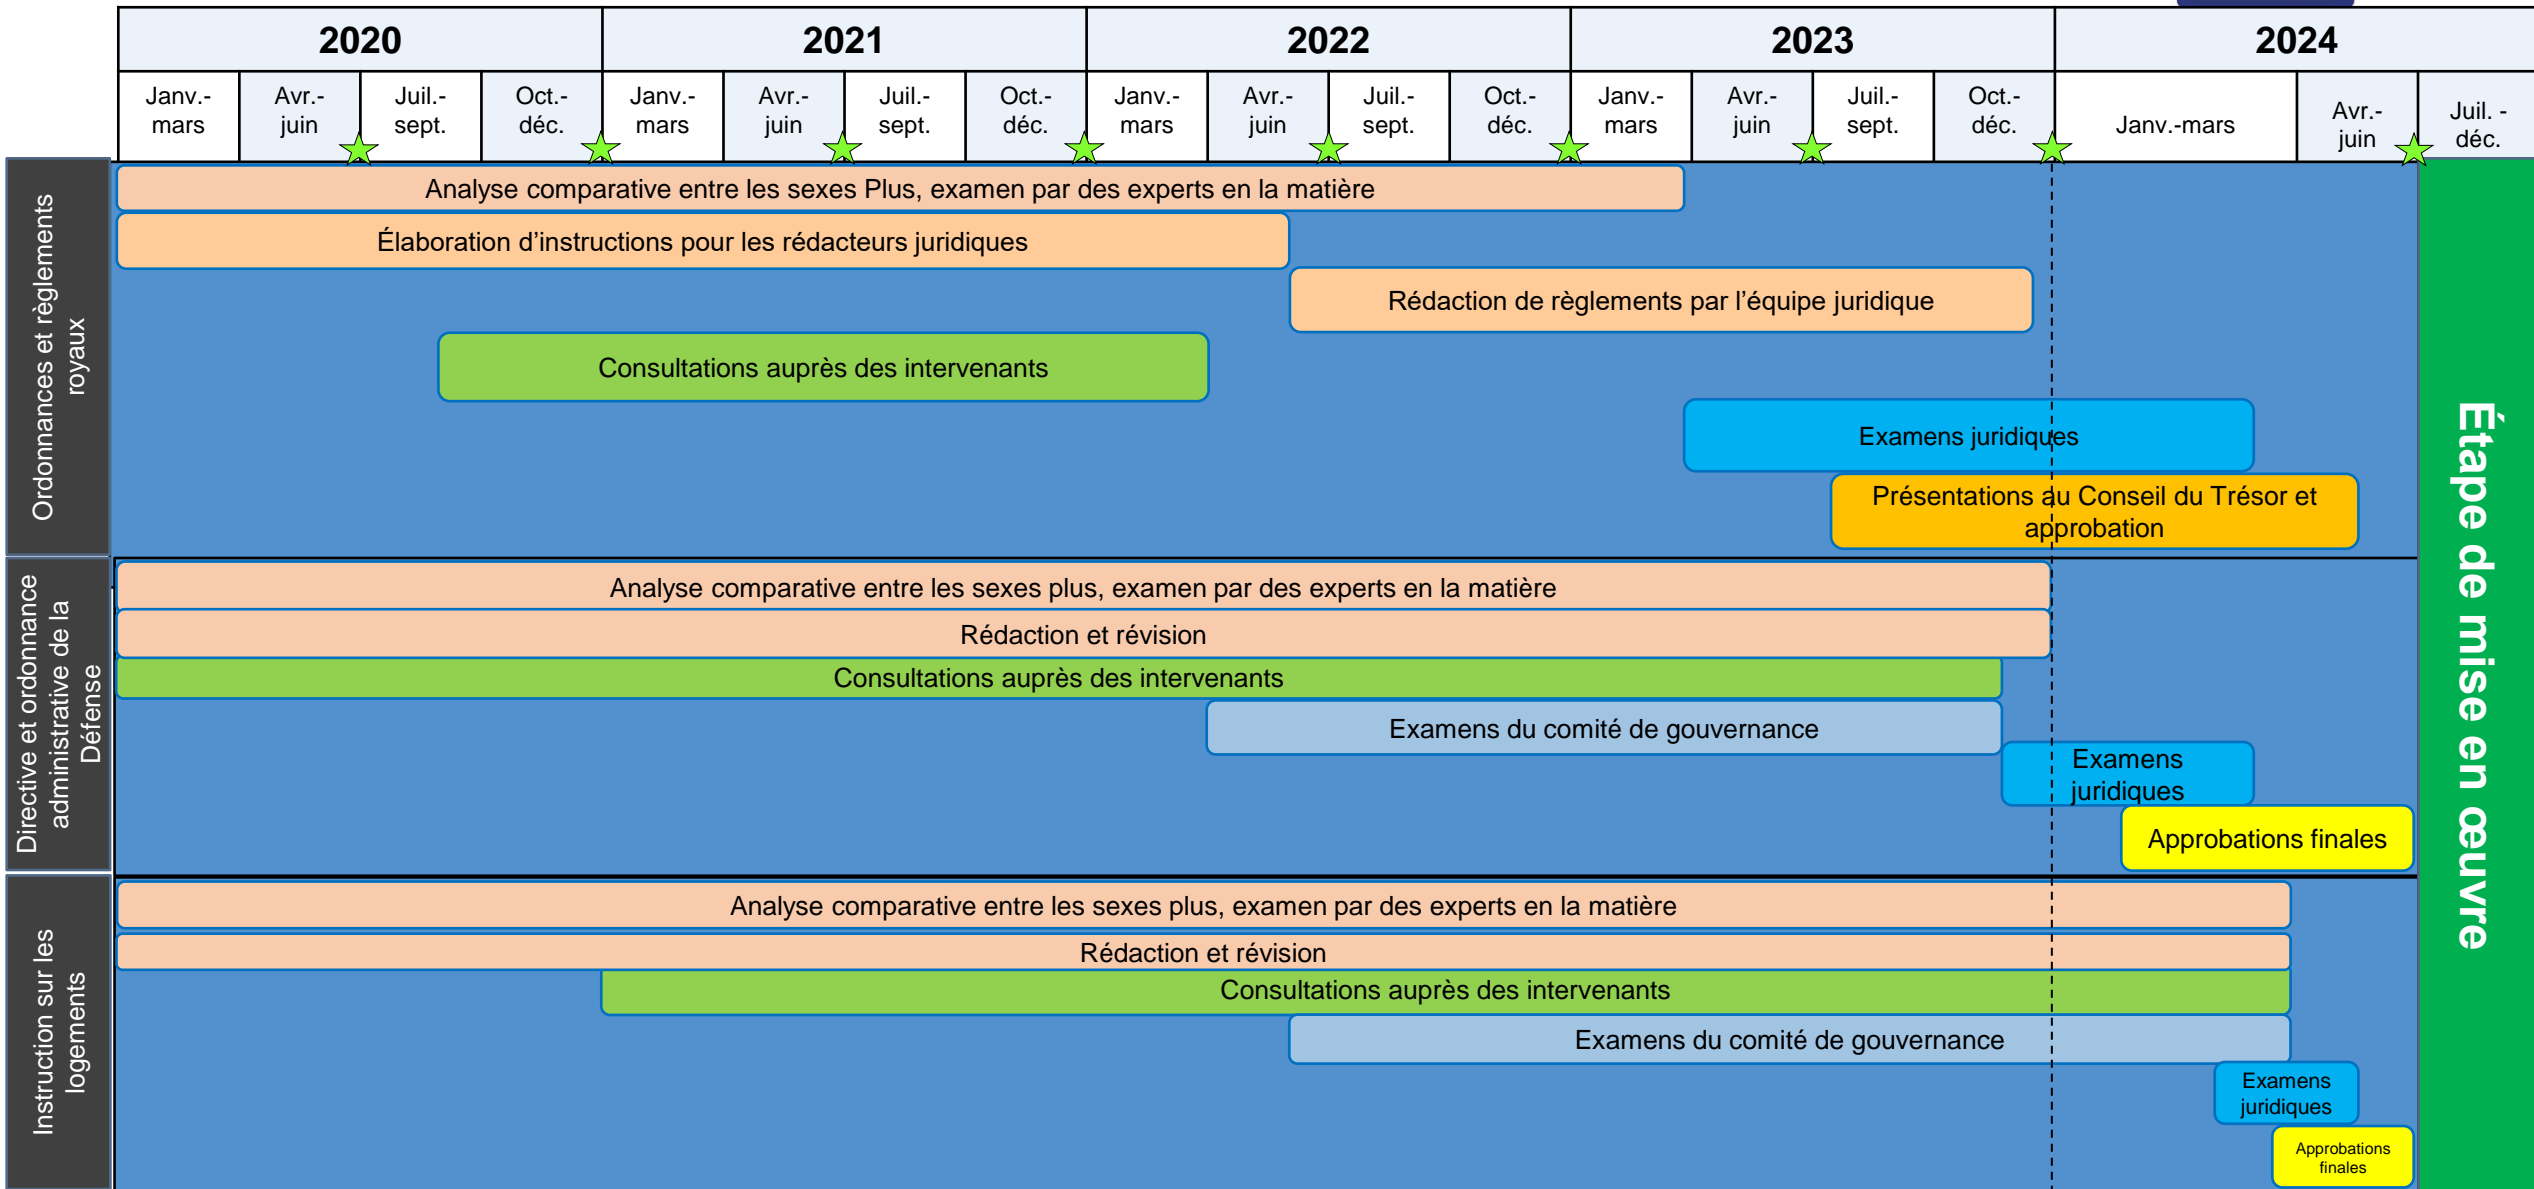 2020
2021
2022
2023
2024
Janv.-
mars
Avr.-
juin
Juil.-
sept.
Oct.-
déc.
Janv.-
mars
Avr.-
juin
Juil.-
sept.
Oct.-
déc.
Janv.-
mars
Avr.-
juin
Juil.-
sept.
Oct.-
déc.
Janv.-
mars
Avr.-
juin
Juil.-
sept.
Oct.-
déc.
Janv.-mars
Avr.-
juin
Juil. -
déc.
Ordonnances et règlements
royaux
Analyse comparative entre les sexes Plus, examen par des experts en la matière
Élaboration d’instructions pour les rédacteurs juridiques
Rédaction de règlements par l’équipe juridique
Consultations auprès des intervenants
Examens juridiques
Présentations au Conseil du Trésor et
approbation
Directive et ordonnance
administrative de la
Défense
Analyse comparative entre les sexes plus, examen par des experts en la matière
Rédaction et révision
Consultations auprès des intervenants
Examens du comité de gouvernance
Examens
juridiques
Approbations finales
Instruction sur les
logements
Analyse comparative entre les sexes plus, examen par des experts en la matière
Rédaction et révision
Consultations auprès des intervenants
Examens du comité de gouvernance
Examens
juridiques
Approbations
finales
Étape de mise en œuvre